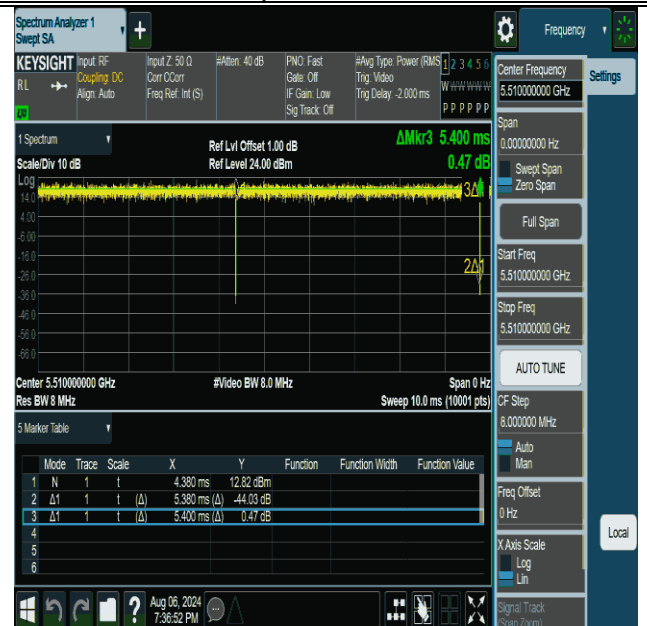 Spectrum Analyzer 1
Swept SA
+
Frequency
KEYSIGHT
RL
Input: RF
Coupling: DC
Align: Auto
Input Z: 50 Ω
Corr CCorr
Freq Ref: Int (S)
#Atten: 40 dB
PNO: Fast
Gate: Off
IF Gain: Low
Sig Track: Off
#Avg Type: Power (RMS
Trig: Video
Trig Delay: -2.000 ms
1 2 3 4 5 6
W W W W W W
P P P P P P
1 Spectrum
Scale/Div 10 dB
Ref Lvl Offset 1.00 dB
Ref Level 24.00 dBm
ΔMkr3 5.400 ms
0.47 dB
Log
14.0
4.00
-6.00
-16.0
-26.0
-36.0
-46.0
-56.0
-66.0
3Δ1
2Δ1
Center 5.510000000 GHz
#Video BW 8.0 MHz
Span 0 Hz
Res BW 8 MHz
Sweep 10.0 ms (10001 pts)
5 Marker Table
Mode Trace Scale X Y Function Function Width Function Value
1 N 1 t 4.380 ms 12.82 dBm
2 Δ1 1 t (Δ) 5.380 ms (Δ) -44.03 dB
3 Δ1 1 t (Δ) 5.400 ms (Δ) 0.47 dB
4
5
6
?
Aug 06, 2024
7:36:52 PM
Center Frequency
5.510000000 GHz
Settings
Span
0.00000000 Hz
Swept Span
Zero Span
Full Span
Start Freq
5.510000000 GHz
Stop Freq
5.510000000 GHz
AUTO TUNE
CF Step
8.000000 MHz
Auto
Man
Freq Offset
0 Hz
Local
X Axis Scale
Log
Lin
Signal Track
(Span Zoom)